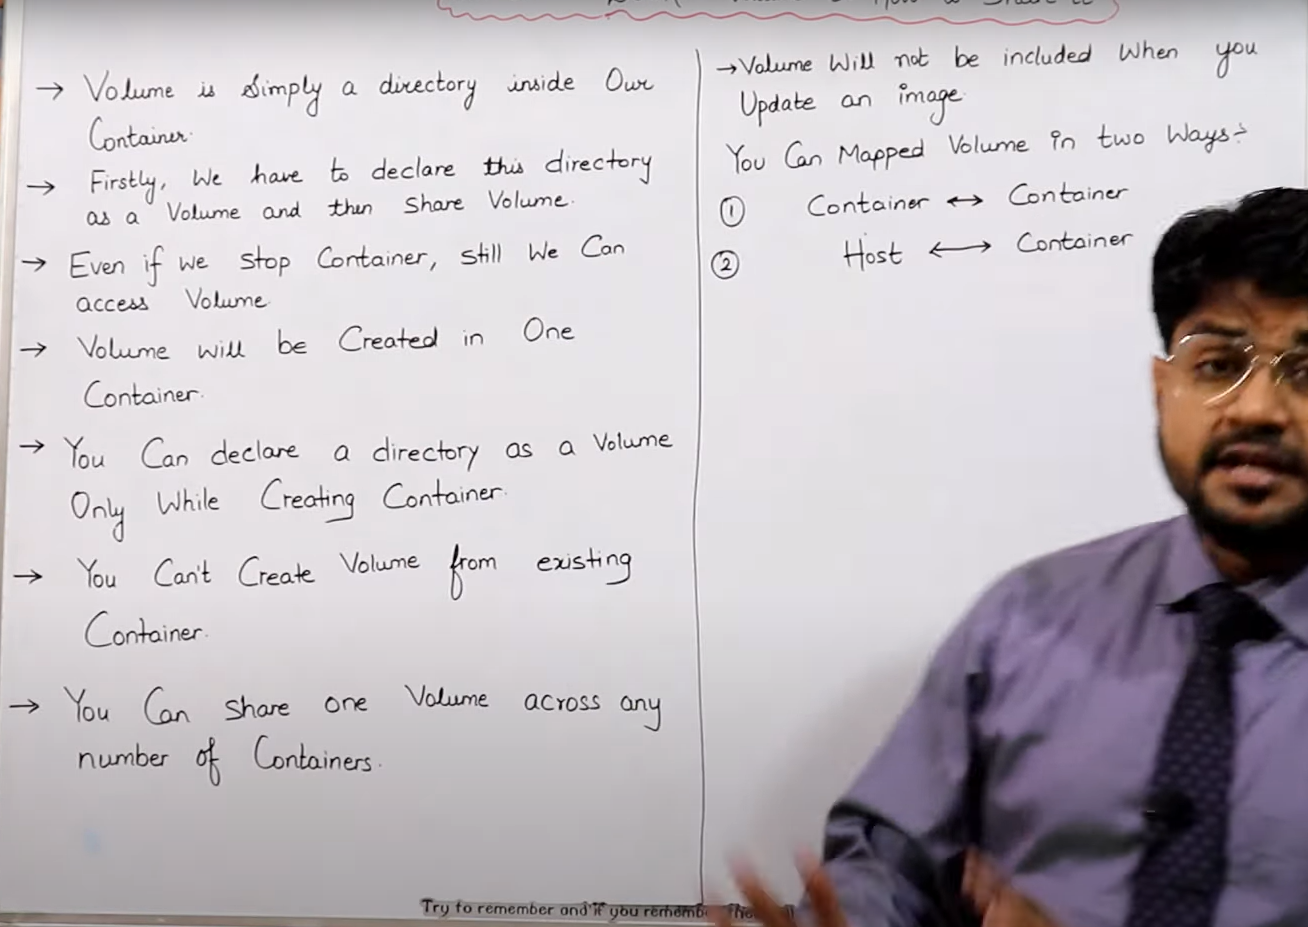 How
→ Volume is Simply a directory inside Our
Container.
→ Firstly, We have to declare this directory
as a Volume and then Share Volume.
→ Even if we stop Container, still We Can
access Volume.
→ Volume will be Created in One
Container.
→ You Can declare a directory as a Volume
Only While Creating Container.
→ You Can't Create Volume from existing
Container.
→ You Can share one Volume across any
number of Containers.
→ Volume Will not be included When you
Update an image.
You Can Mapped Volume in two Ways:-
① Container ↔ Container
② Host ↔ Container
Try to remember and if you